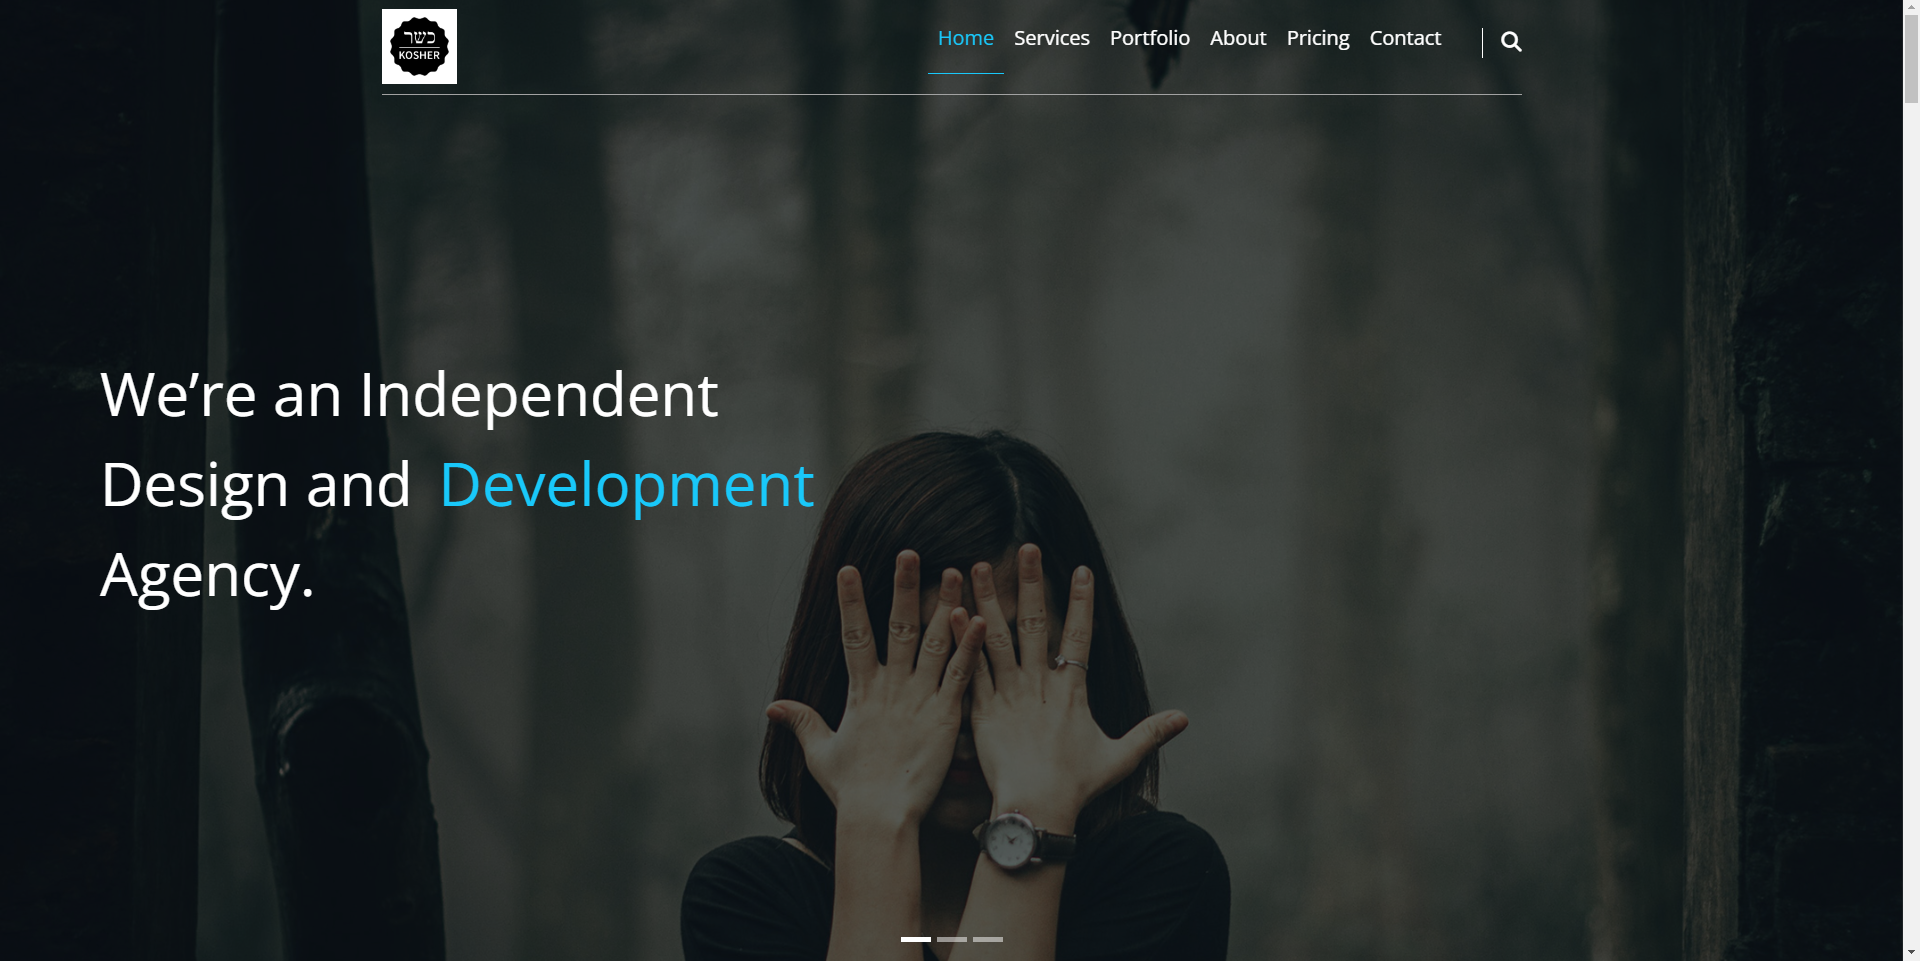 כשר
KOSHER
Home Services Portfolio About Pricing Contact
We’re an Independent
Design and Development
Agency.